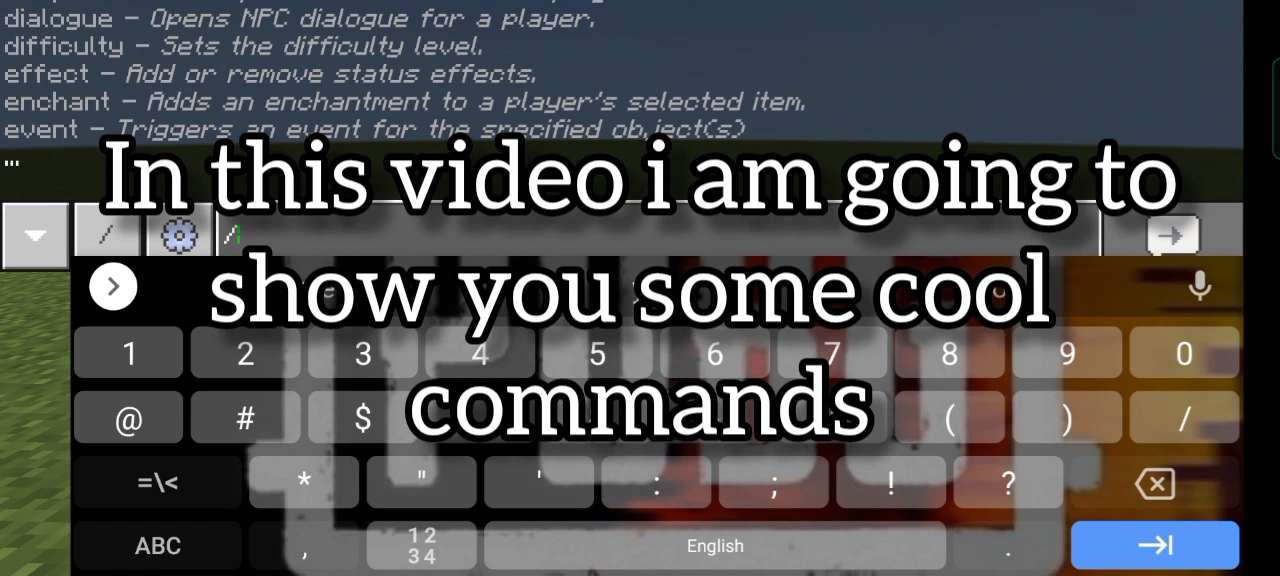 dialogue – Opens NPC dialogue for a player.
difficulty – Sets the difficulty level.
effect – Add or remove status effects.
enchant – Adds an enchantment to a player's selected item.
event – Triggers an event for the specified object(s)
...
In this video i am going to
/ /
show you some cool
1 2 3 4 5 6 7 8 9 0
commands
@ # $ ( ) /
=\< * " ' : ; ! ?
ABC , 12 34 English .